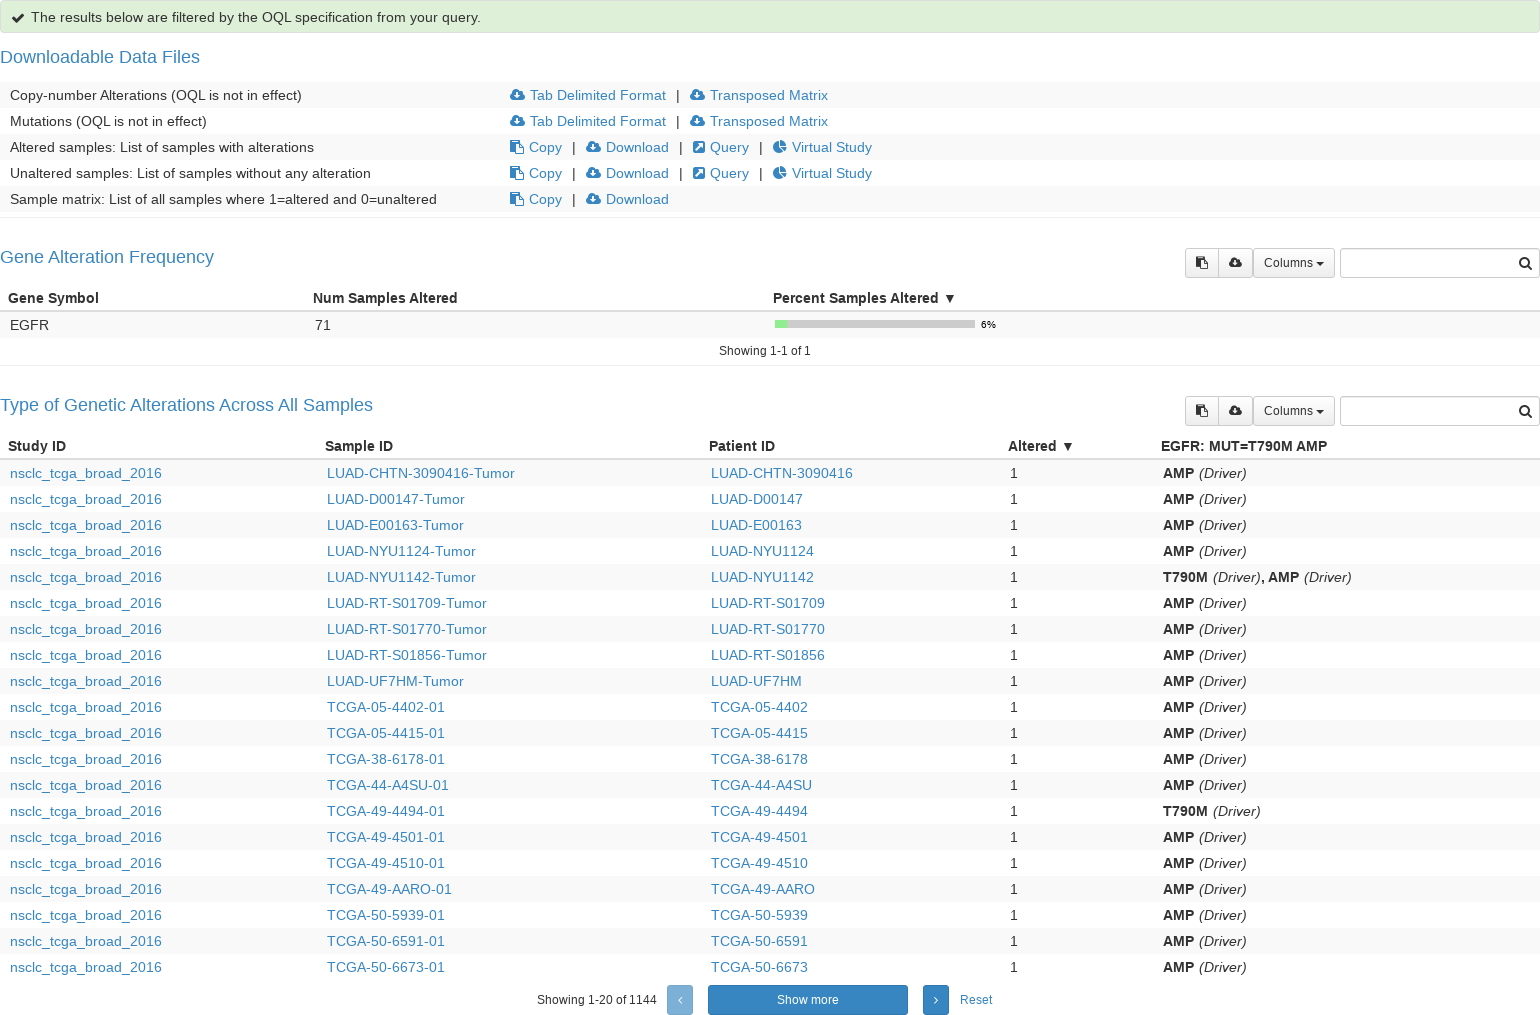 The results below are filtered by the OQL specification from your query.
Downloadable Data Files
Copy-number Alterations (OQL is not in effect) Tab Delimited Format | Transposed Matrix
Mutations (OQL is not in effect) Tab Delimited Format | Transposed Matrix
Altered samples: List of samples with alterations Copy | Download | Query | Virtual Study
Unaltered samples: List of samples without any alteration Copy | Download | Query | Virtual Study
Sample matrix: List of all samples where 1=altered and 0=unaltered Copy | Download
Gene Alteration Frequency Columns
Gene Symbol Num Samples Altered Percent Samples Altered ▼
EGFR 71 6%
Showing 1-1 of 1
Type of Genetic Alterations Across All Samples Columns
Study ID Sample ID Patient ID Altered ▼ EGFR: MUT=T790M AMP
nsclc_tcga_broad_2016 LUAD-CHTN-3090416-Tumor LUAD-CHTN-3090416 1 AMP (Driver)
nsclc_tcga_broad_2016 LUAD-D00147-Tumor LUAD-D00147 1 AMP (Driver)
nsclc_tcga_broad_2016 LUAD-E00163-Tumor LUAD-E00163 1 AMP (Driver)
nsclc_tcga_broad_2016 LUAD-NYU1124-Tumor LUAD-NYU1124 1 AMP (Driver)
nsclc_tcga_broad_2016 LUAD-NYU1142-Tumor LUAD-NYU1142 1 T790M (Driver), AMP (Driver)
nsclc_tcga_broad_2016 LUAD-RT-S01709-Tumor LUAD-RT-S01709 1 AMP (Driver)
nsclc_tcga_broad_2016 LUAD-RT-S01770-Tumor LUAD-RT-S01770 1 AMP (Driver)
nsclc_tcga_broad_2016 LUAD-RT-S01856-Tumor LUAD-RT-S01856 1 AMP (Driver)
nsclc_tcga_broad_2016 LUAD-UF7HM-Tumor LUAD-UF7HM 1 AMP (Driver)
nsclc_tcga_broad_2016 TCGA-05-4402-01 TCGA-05-4402 1 AMP (Driver)
nsclc_tcga_broad_2016 TCGA-05-4415-01 TCGA-05-4415 1 AMP (Driver)
nsclc_tcga_broad_2016 TCGA-38-6178-01 TCGA-38-6178 1 AMP (Driver)
nsclc_tcga_broad_2016 TCGA-44-A4SU-01 TCGA-44-A4SU 1 AMP (Driver)
nsclc_tcga_broad_2016 TCGA-49-4494-01 TCGA-49-4494 1 T790M (Driver)
nsclc_tcga_broad_2016 TCGA-49-4501-01 TCGA-49-4501 1 AMP (Driver)
nsclc_tcga_broad_2016 TCGA-49-4510-01 TCGA-49-4510 1 AMP (Driver)
nsclc_tcga_broad_2016 TCGA-49-AARO-01 TCGA-49-AARO 1 AMP (Driver)
nsclc_tcga_broad_2016 TCGA-50-5939-01 TCGA-50-5939 1 AMP (Driver)
nsclc_tcga_broad_2016 TCGA-50-6591-01 TCGA-50-6591 1 AMP (Driver)
nsclc_tcga_broad_2016 TCGA-50-6673-01 TCGA-50-6673 1 AMP (Driver)
Showing 1-20 of 1144 Show more Reset